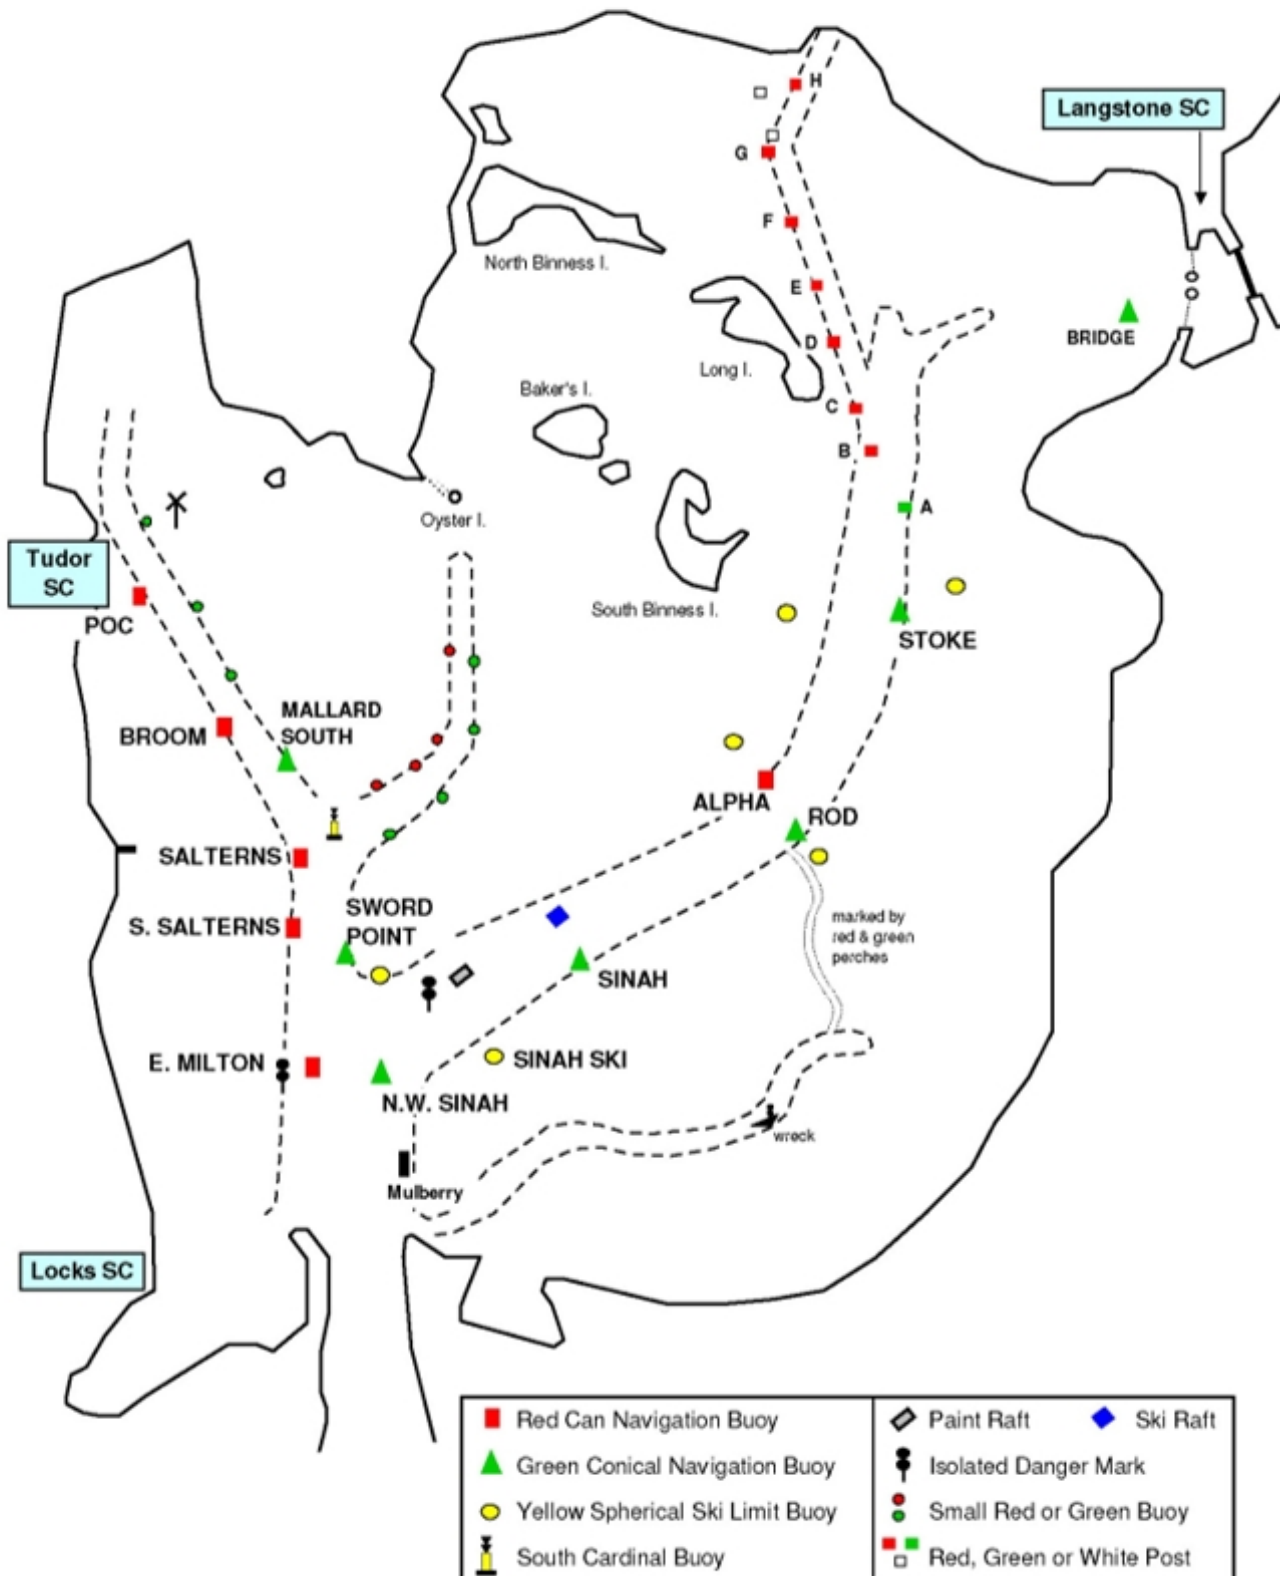 H
Langstone SC
G
F
North Binness I.
E
BRIDGE
D
Long I.
Baker's I.
C
B
A
Oyster I.
Tudor
SC
South Binness I.
POC
STOKE
MALLARD
SOUTH
BROOM
ALPHA
ROD
SALTERNS
SWORD
POINT
S. SALTERNS
marked by
red & green
perches
SINAH
E. MILTON
SINAH SKI
N.W. SINAH
wreck
Mulberry
Locks SC
Red Can Navigation Buoy
Green Conical Navigation Buoy
Yellow Spherical Ski Limit Buoy
South Cardinal Buoy
Paint Raft
Ski Raft
Isolated Danger Mark
Small Red or Green Buoy
Red, Green or White Post